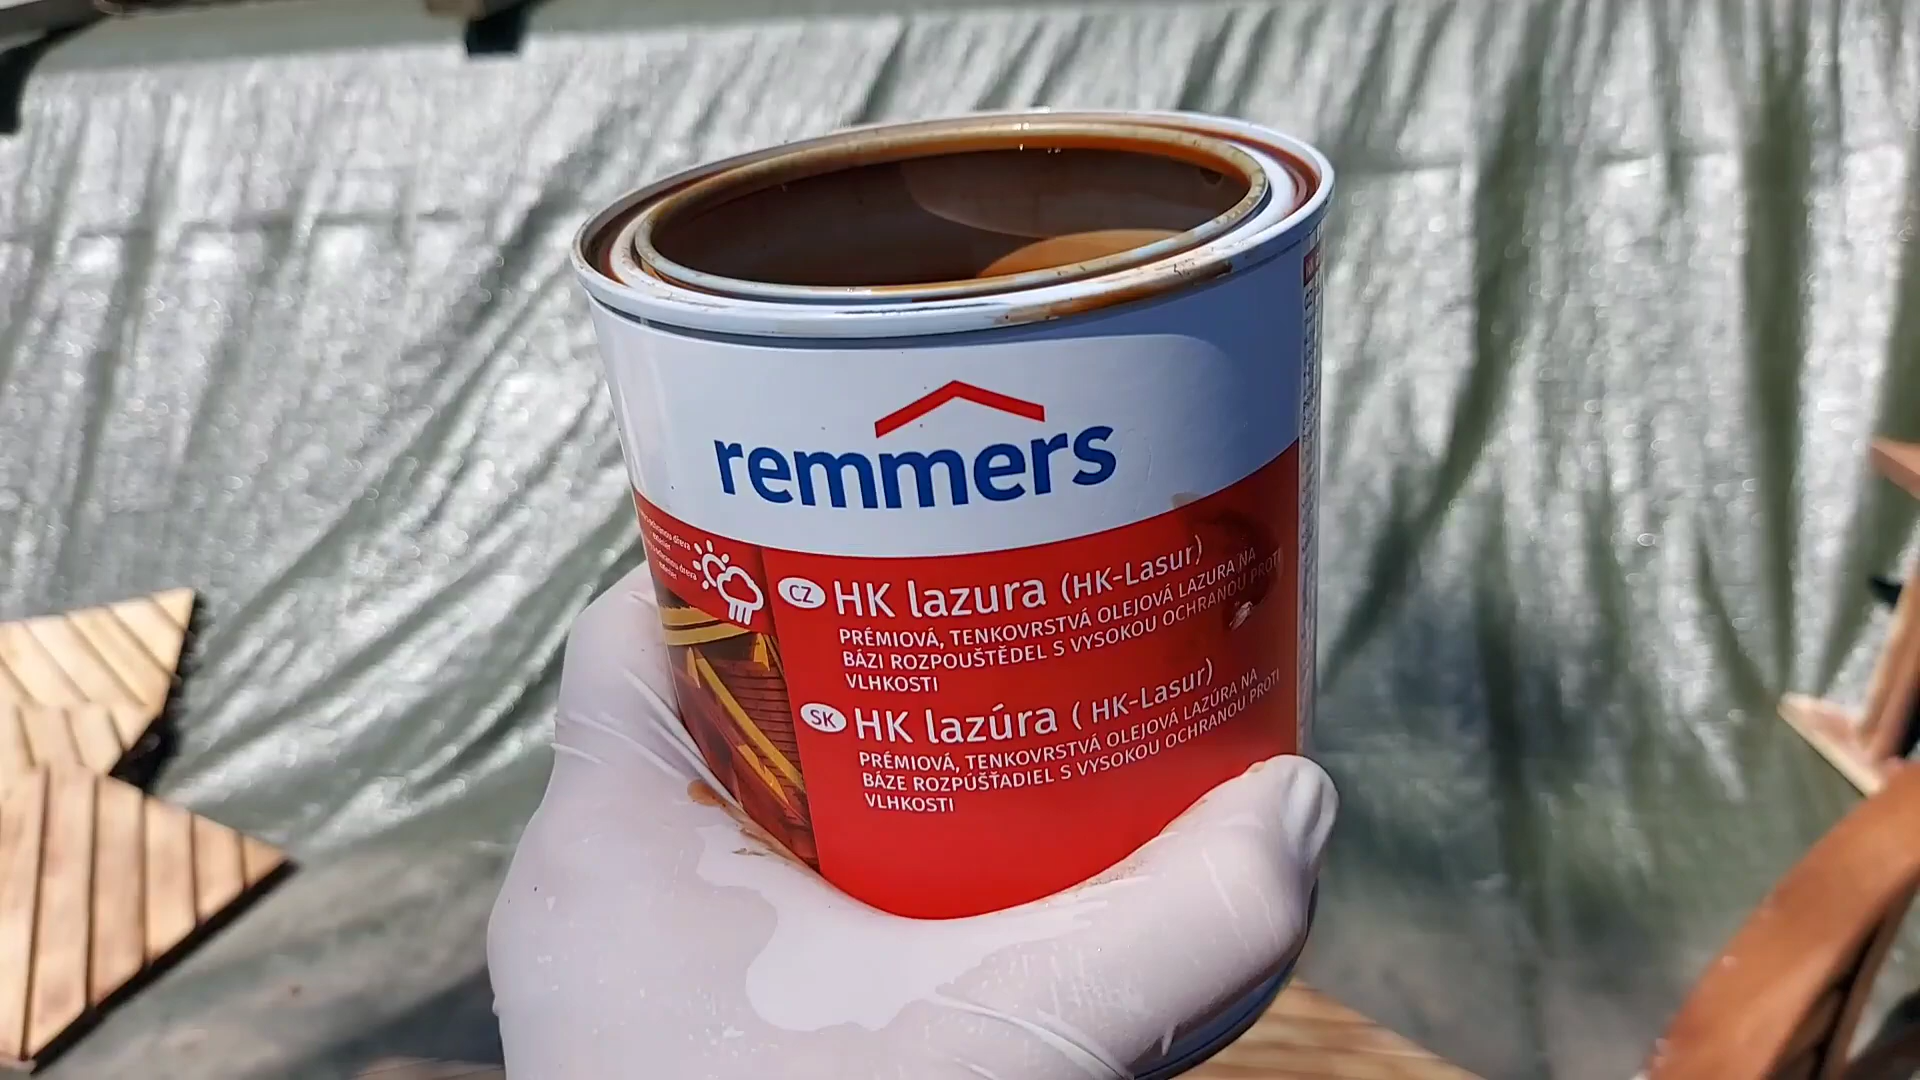 remmers
CZ HK lazura (HK-Lasur)
PRÉMIOVÁ, TENKOVRSTVÁ OLEJOVÁ LAZURA NA
BÁZI ROZPOUŠTĚDEL S VYSOKOU OCHRANOU PROTI
VLHKOSTI
SK HK lazúra ( HK-Lasur)
PRÉMIOVÁ, TENKOVRSTVÁ OLEJOVÁ LAZÚRA NA
BÁZE ROZPÚŠŤADIEL S VYSOKOU OCHRANOU PROTI
VLHKOSTI